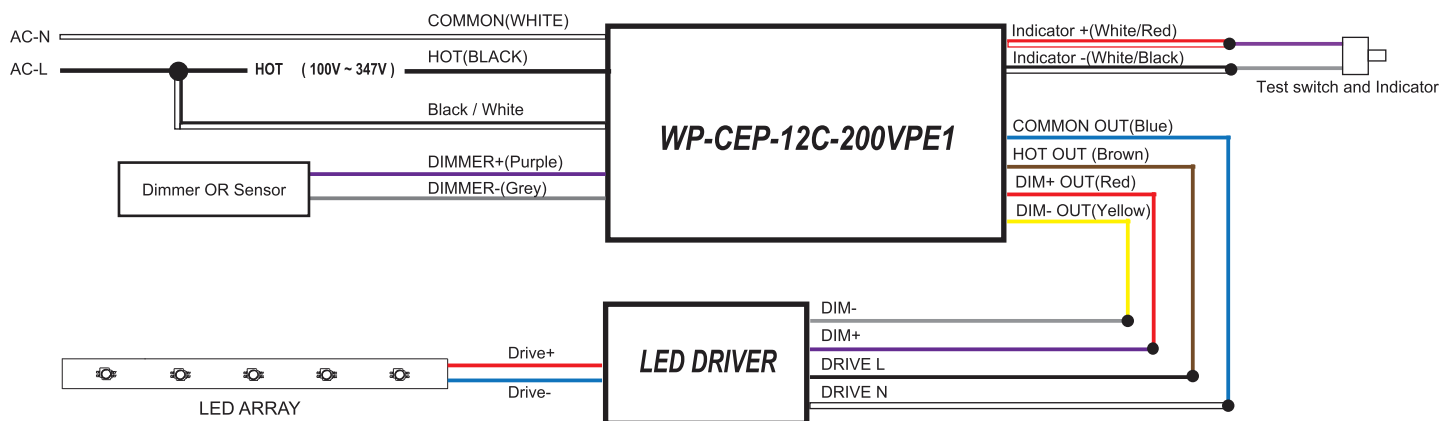 AC-N
COMMON(WHITE)
AC-L
HOT ( 100V ~ 347V )
HOT(BLACK)
Black / White
Dimmer OR Sensor
DIMMER+(Purple)
DIMMER-(Grey)
WP-CEP-12C-200VPE1
Indicator +(White/Red)
Indicator -(White/Black)
Test switch and Indicator
COMMON OUT(Blue)
HOT OUT (Brown)
DIM+ OUT(Red)
DIM- OUT(Yellow)
LED ARRAY
Drive+
Drive-
LED DRIVER
DIM-
DIM+
DRIVE L
DRIVE N